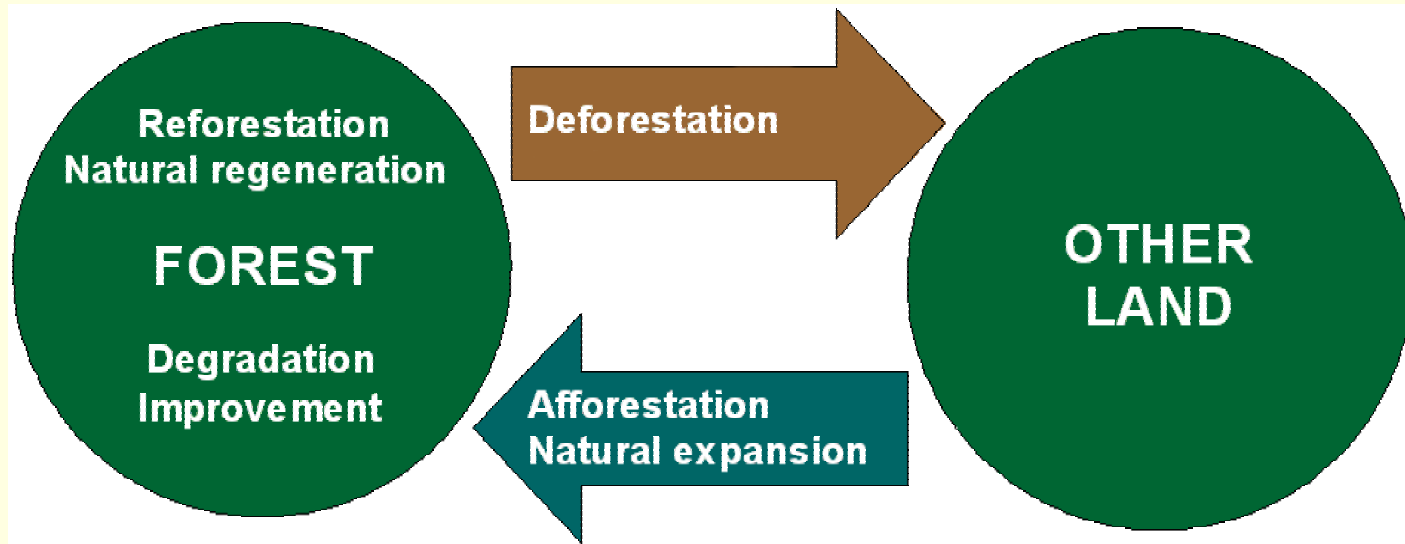 Reforestation
Natural regeneration
FOREST
Degradation
Improvement
Deforestation
Afforestation
Natural expansion
OTHER
LAND